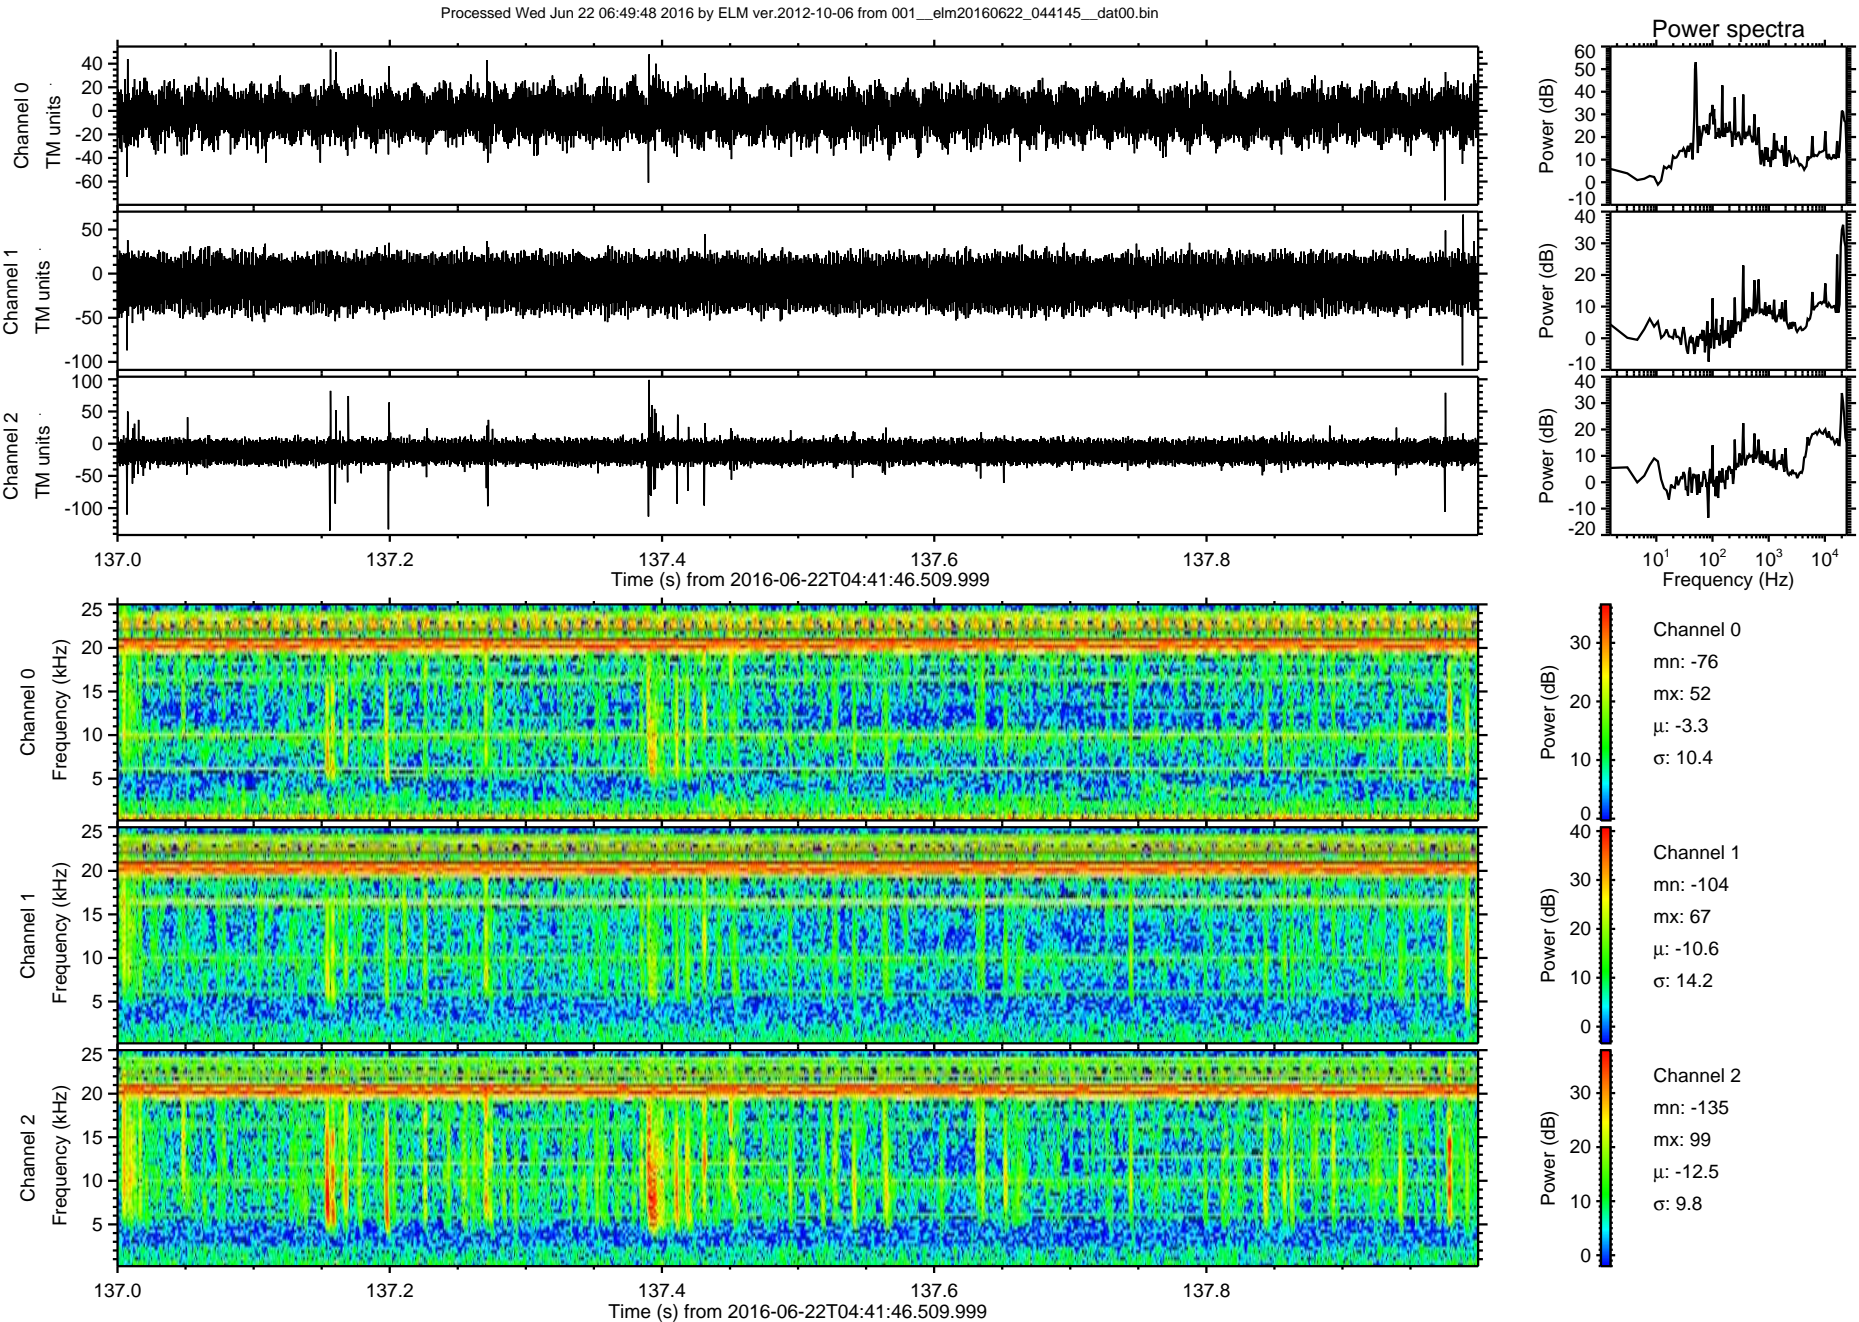 Processed Wed Jun 22 06:49:48 2016 by ELM ver.2012-10-06 from 001__elm20160622_044145__dat00.bin
Power spectra
Channel 0
TM units
40
20
0
-20
-40
-60
Power (dB)
60
50
40
30
20
10
0
-10
Channel 1
TM units
50
0
-50
-100
Power (dB)
40
30
20
10
0
-10
Channel 2
TM units
100
50
0
-50
-100
Power (dB)
40
30
20
10
0
-10
-20
137.0 137.2 137.4 137.6 137.8
Time (s) from 2016-06-22T04:41:46.509.999
10¹ 10² 10³ 10⁴
Frequency (Hz)
Channel 0
Frequency (kHz)
25
20
15
10
5
Power (dB)
30
20
10
0
Channel 0
mn: -76
mx: 52
μ: -3.3
σ: 10.4
Channel 1
Frequency (kHz)
25
20
15
10
5
Power (dB)
40
30
20
10
0
Channel 1
mn: -104
mx: 67
μ: -10.6
σ: 14.2
Channel 2
Frequency (kHz)
25
20
15
10
5
Power (dB)
30
20
10
0
Channel 2
mn: -135
mx: 99
μ: -12.5
σ: 9.8
137.0 137.2 137.4 137.6 137.8
Time (s) from 2016-06-22T04:41:46.509.999